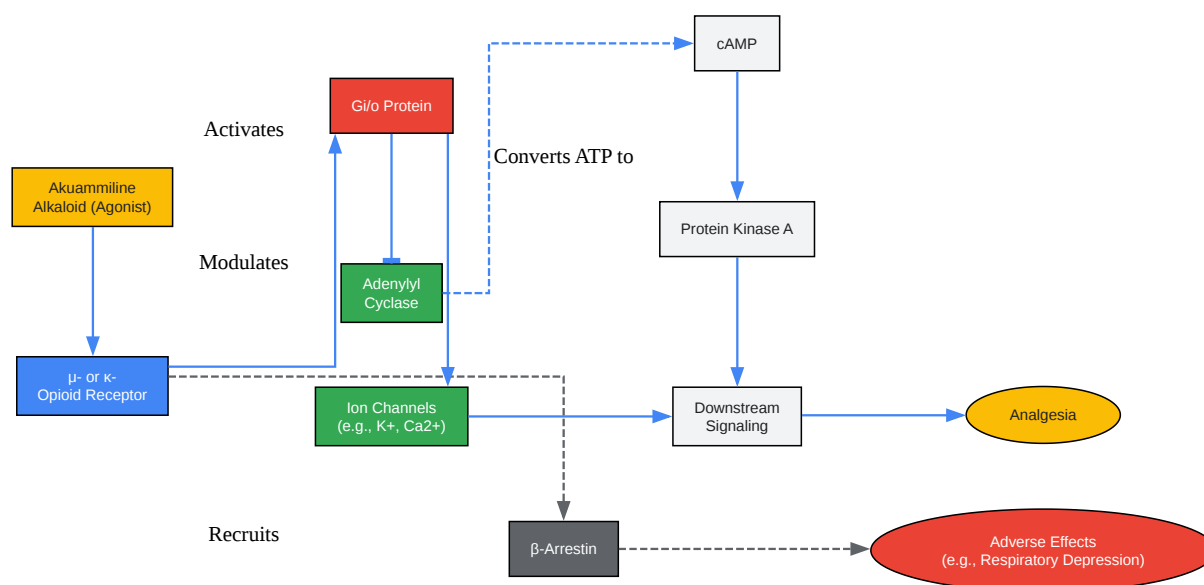 cAMP
Gi/o Protein
Activates
Converts ATP to
Akuammiline
Alkaloid (Agonist)
Protein Kinase A
Modulates
Adenylyl
Cyclase
μ- or κ-
Opioid Receptor
Ion Channels
(e.g., K+, Ca2+)
Downstream
Signaling
Analgesia
Recruits
β-Arrestin
Adverse Effects
(e.g., Respiratory Depression)